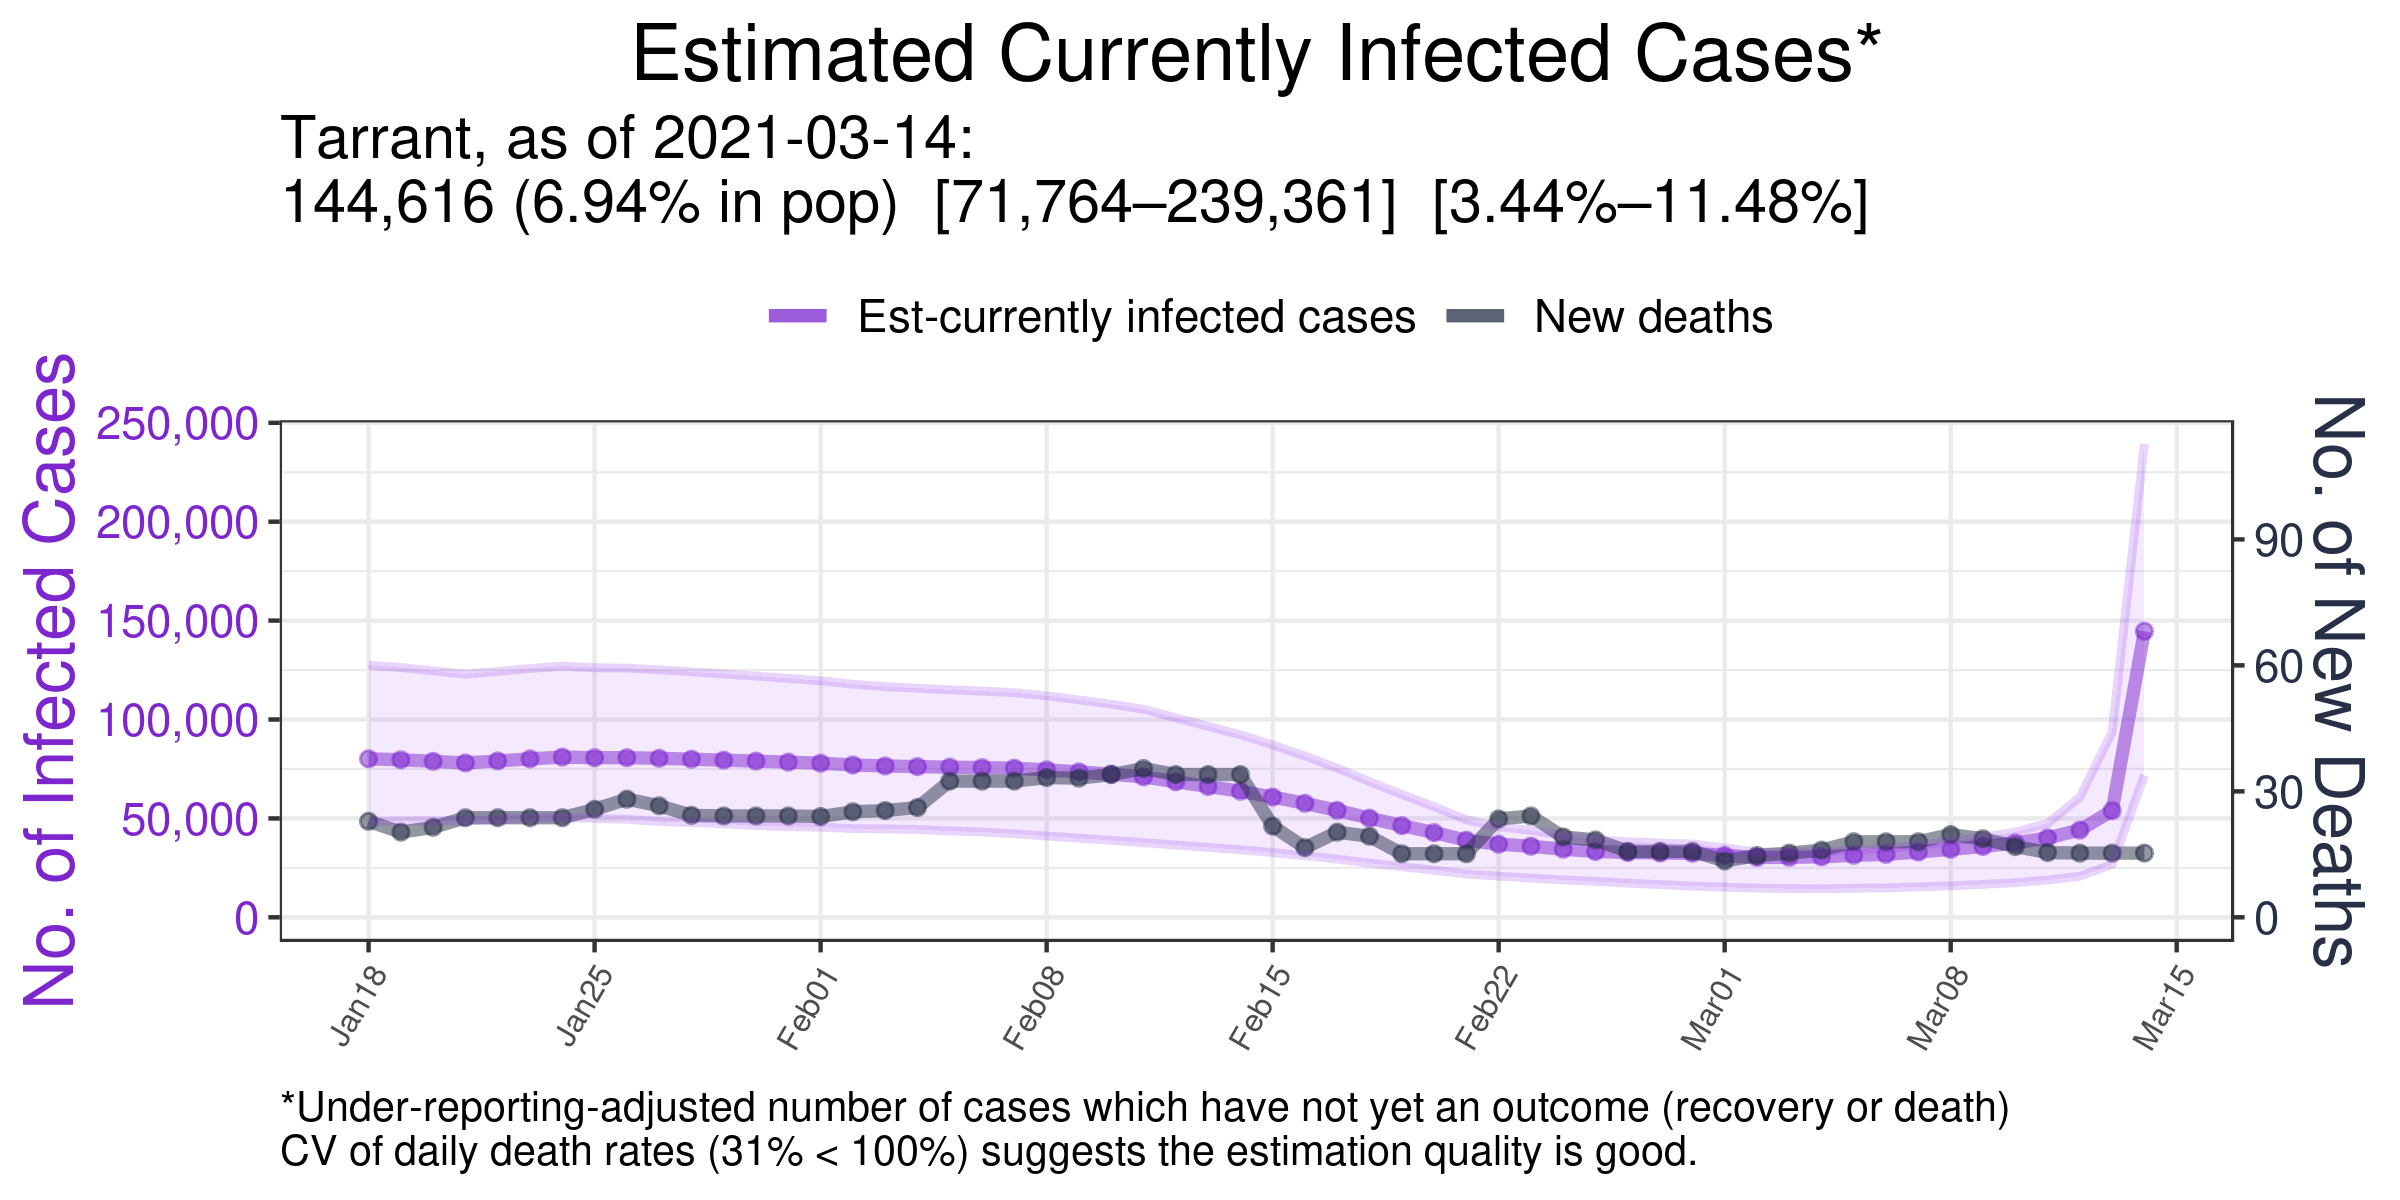 Estimated Currently Infected Cases*
Tarrant, as of 2021-03-14:
144,616 (6.94% in pop) [71,764–239,361] [3.44%–11.48%]
Est-currently infected cases
New deaths
No. of Infected Cases
250,000
200,000
150,000
100,000
50,000
0
90
60
30
0
No. of New Deaths
Jan18
Jan25
Feb01
Feb08
Feb15
Feb22
Mar01
Mar08
Mar15
*Under-reporting-adjusted number of cases which have not yet an outcome (recovery or death)
CV of daily death rates (31% < 100%) suggests the estimation quality is good.